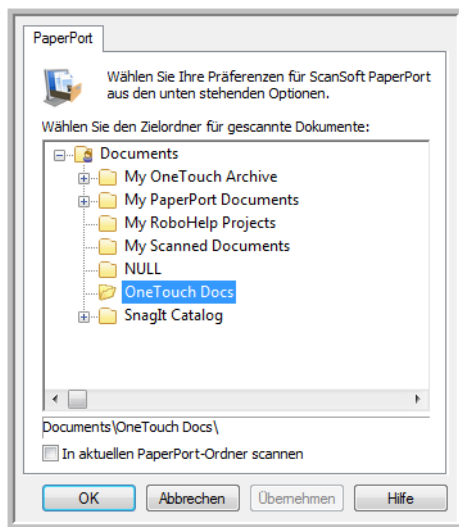 PaperPort
Wählen Sie Ihre Präferenzen für ScanSoft PaperPort
aus den unten stehenden Optionen.
Wählen Sie den Zielordner für gescannte Dokumente:
Documents
My OneTouch Archive
My PaperPort Documents
My RoboHelp Projects
My Scanned Documents
NULL
OneTouch Docs
SnagIt Catalog
Documents\OneTouch Docs\
In aktuellen PaperPort-Ordner scannen
OK Abbrechen Übernehmen Hilfe